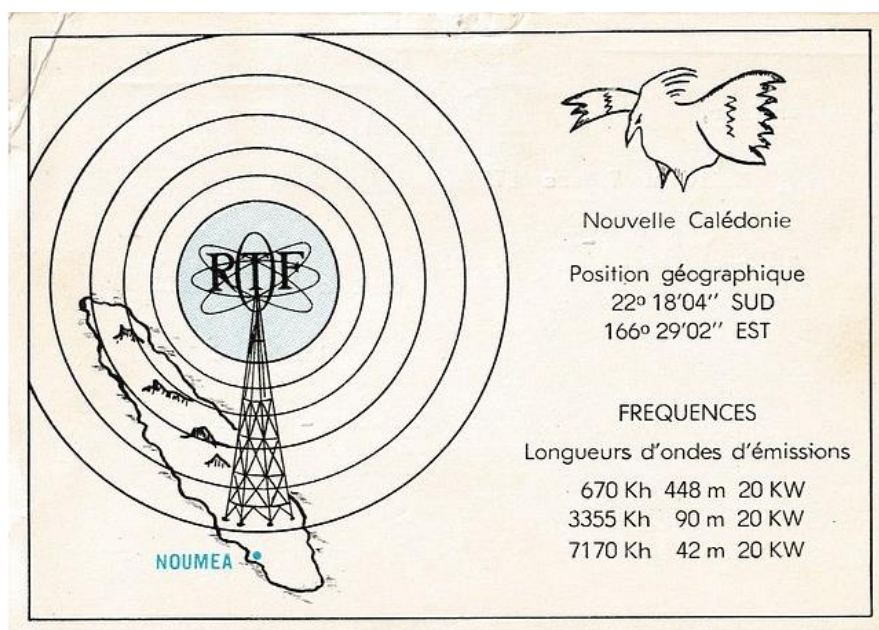 RTF
NOUMEA
Nouvelle Calédonie
Position géographique
22º 18'04'' SUD
166º 29'02'' EST
FREQUENCES
Longueurs d'ondes d'émissions
670 Kh 448 m 20 KW
3355 Kh 90 m 20 KW
7170 Kh 42 m 20 KW